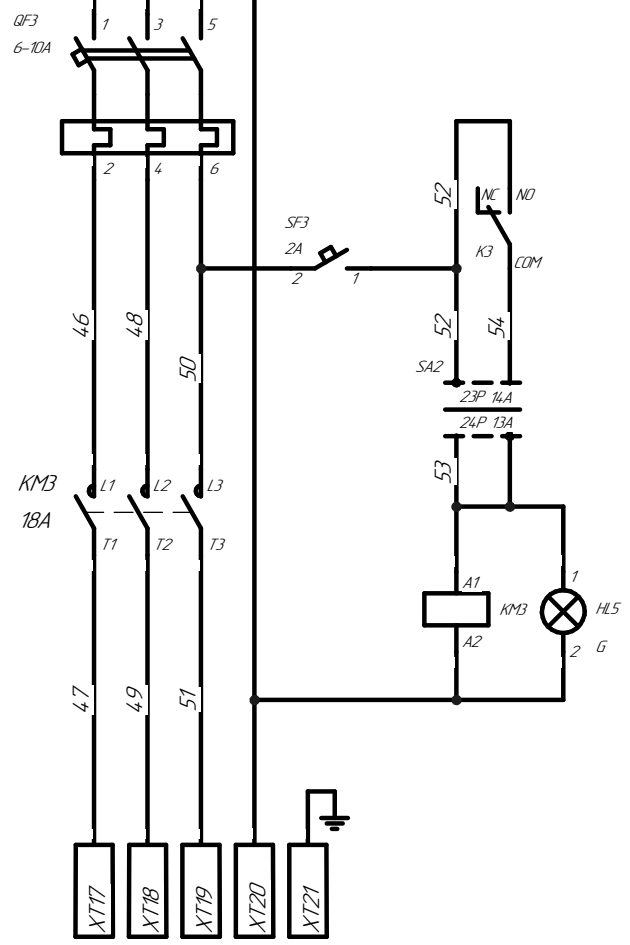 QF3
1
3
5
6-10A
2
4
6
52
NC
NO
SF3
2A
K3
COM
2
1
46
48
52
54
50
SA2
23P 14A
24P 13A
53
KM3
L1
L2
L3
18A
T1
T2
T3
A1
1
KM3
HL5
A2
2
G
47
49
51
XT17
XT18
XT19
XT20
XT21